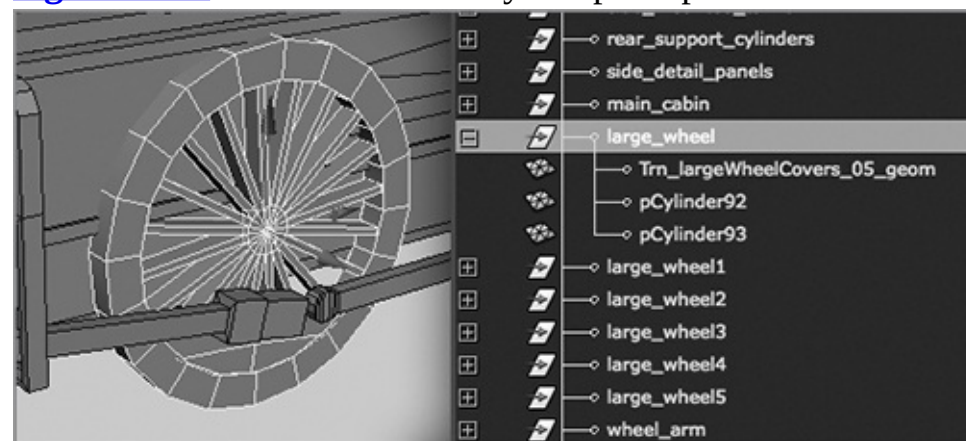 rear_support_cylinders
side_detail_panels
main_cabin
large_wheel
Trn_largeWheelCovers_05_geom
pCylinder92
pCylinder93
large_wheel1
large_wheel2
large_wheel3
large_wheel4
large_wheel5
wheel_arm